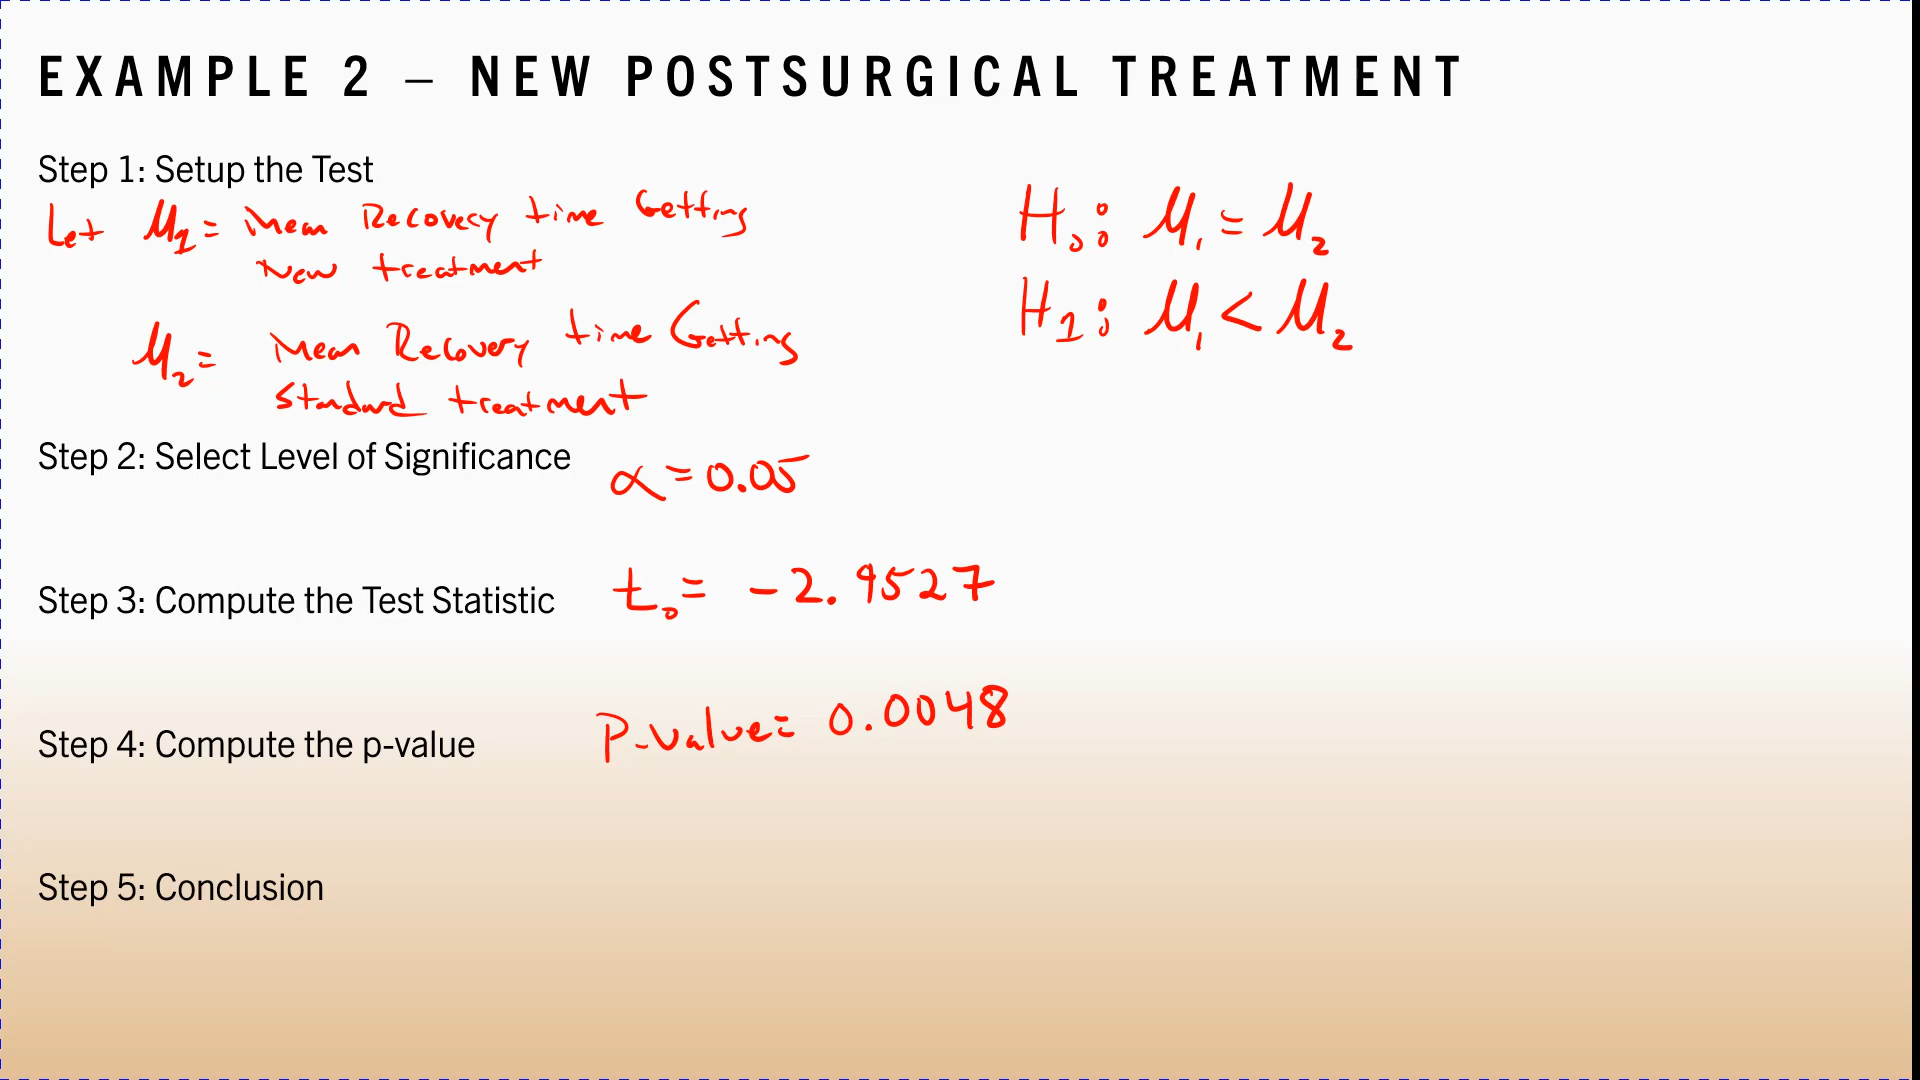 EXAMPLE 2 – NEW POSTSURGICAL TREATMENT
Step 1: Setup the Test
Let μ₁ = Mean Recovery time Getting
New treatment
μ₂ = Mean Recovery time Getting
Standard treatment
H₀: μ₁ = μ₂
H₁: μ₁ < μ₂
Step 2: Select Level of Significance α = 0.05
Step 3: Compute the Test Statistic t₀ = -2.9527
Step 4: Compute the p-value P-value = 0.0048
Step 5: Conclusion